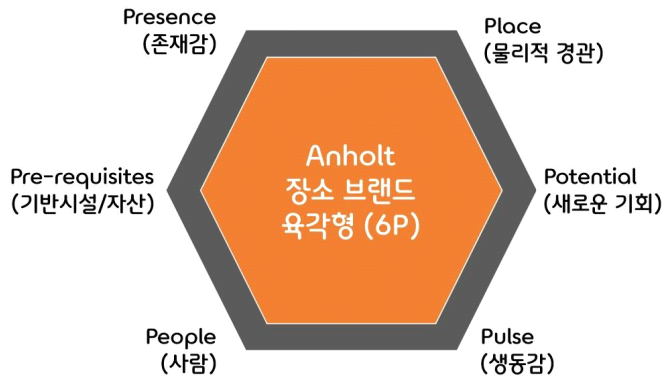 Presence
(존재감)
Place
(물리적 경관)
Pre-requisites
(기반시설/자산)
Anholt
장소 브랜드
육각형 (6P)
Potential
(새로운 기회)
People
(사람)
Pulse
(생동감)